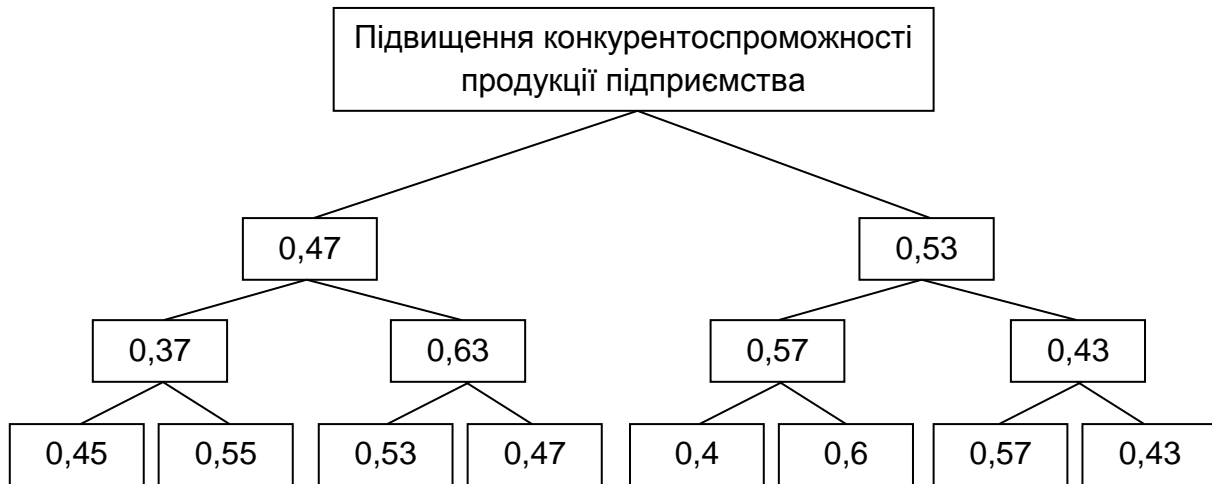 Підвищення конкурентоспроможності
продукції підприємства
0,47 0,53
0,37 0,63 0,57 0,43
0,45 0,55 0,53 0,47 0,4 0,6 0,57 0,43